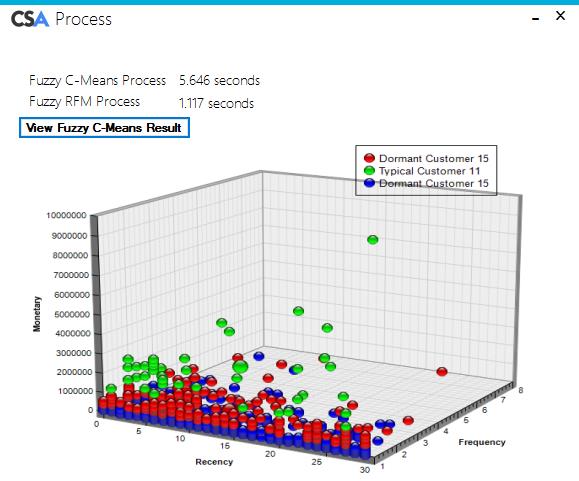 CSA Process
Fuzzy C-Means Process 5.646 seconds
Fuzzy RFM Process 1.117 seconds
View Fuzzy C-Means Result
Dormant Customer 15
Typical Customer 11
Dormant Customer 15
10000000
9000000
8000000
7000000
6000000
5000000
4000000
3000000
2000000
1000000
0
Monetary
0
5
10
15
20
25
30
Recency
1
2
3
4
5
6
7
8
Frequency